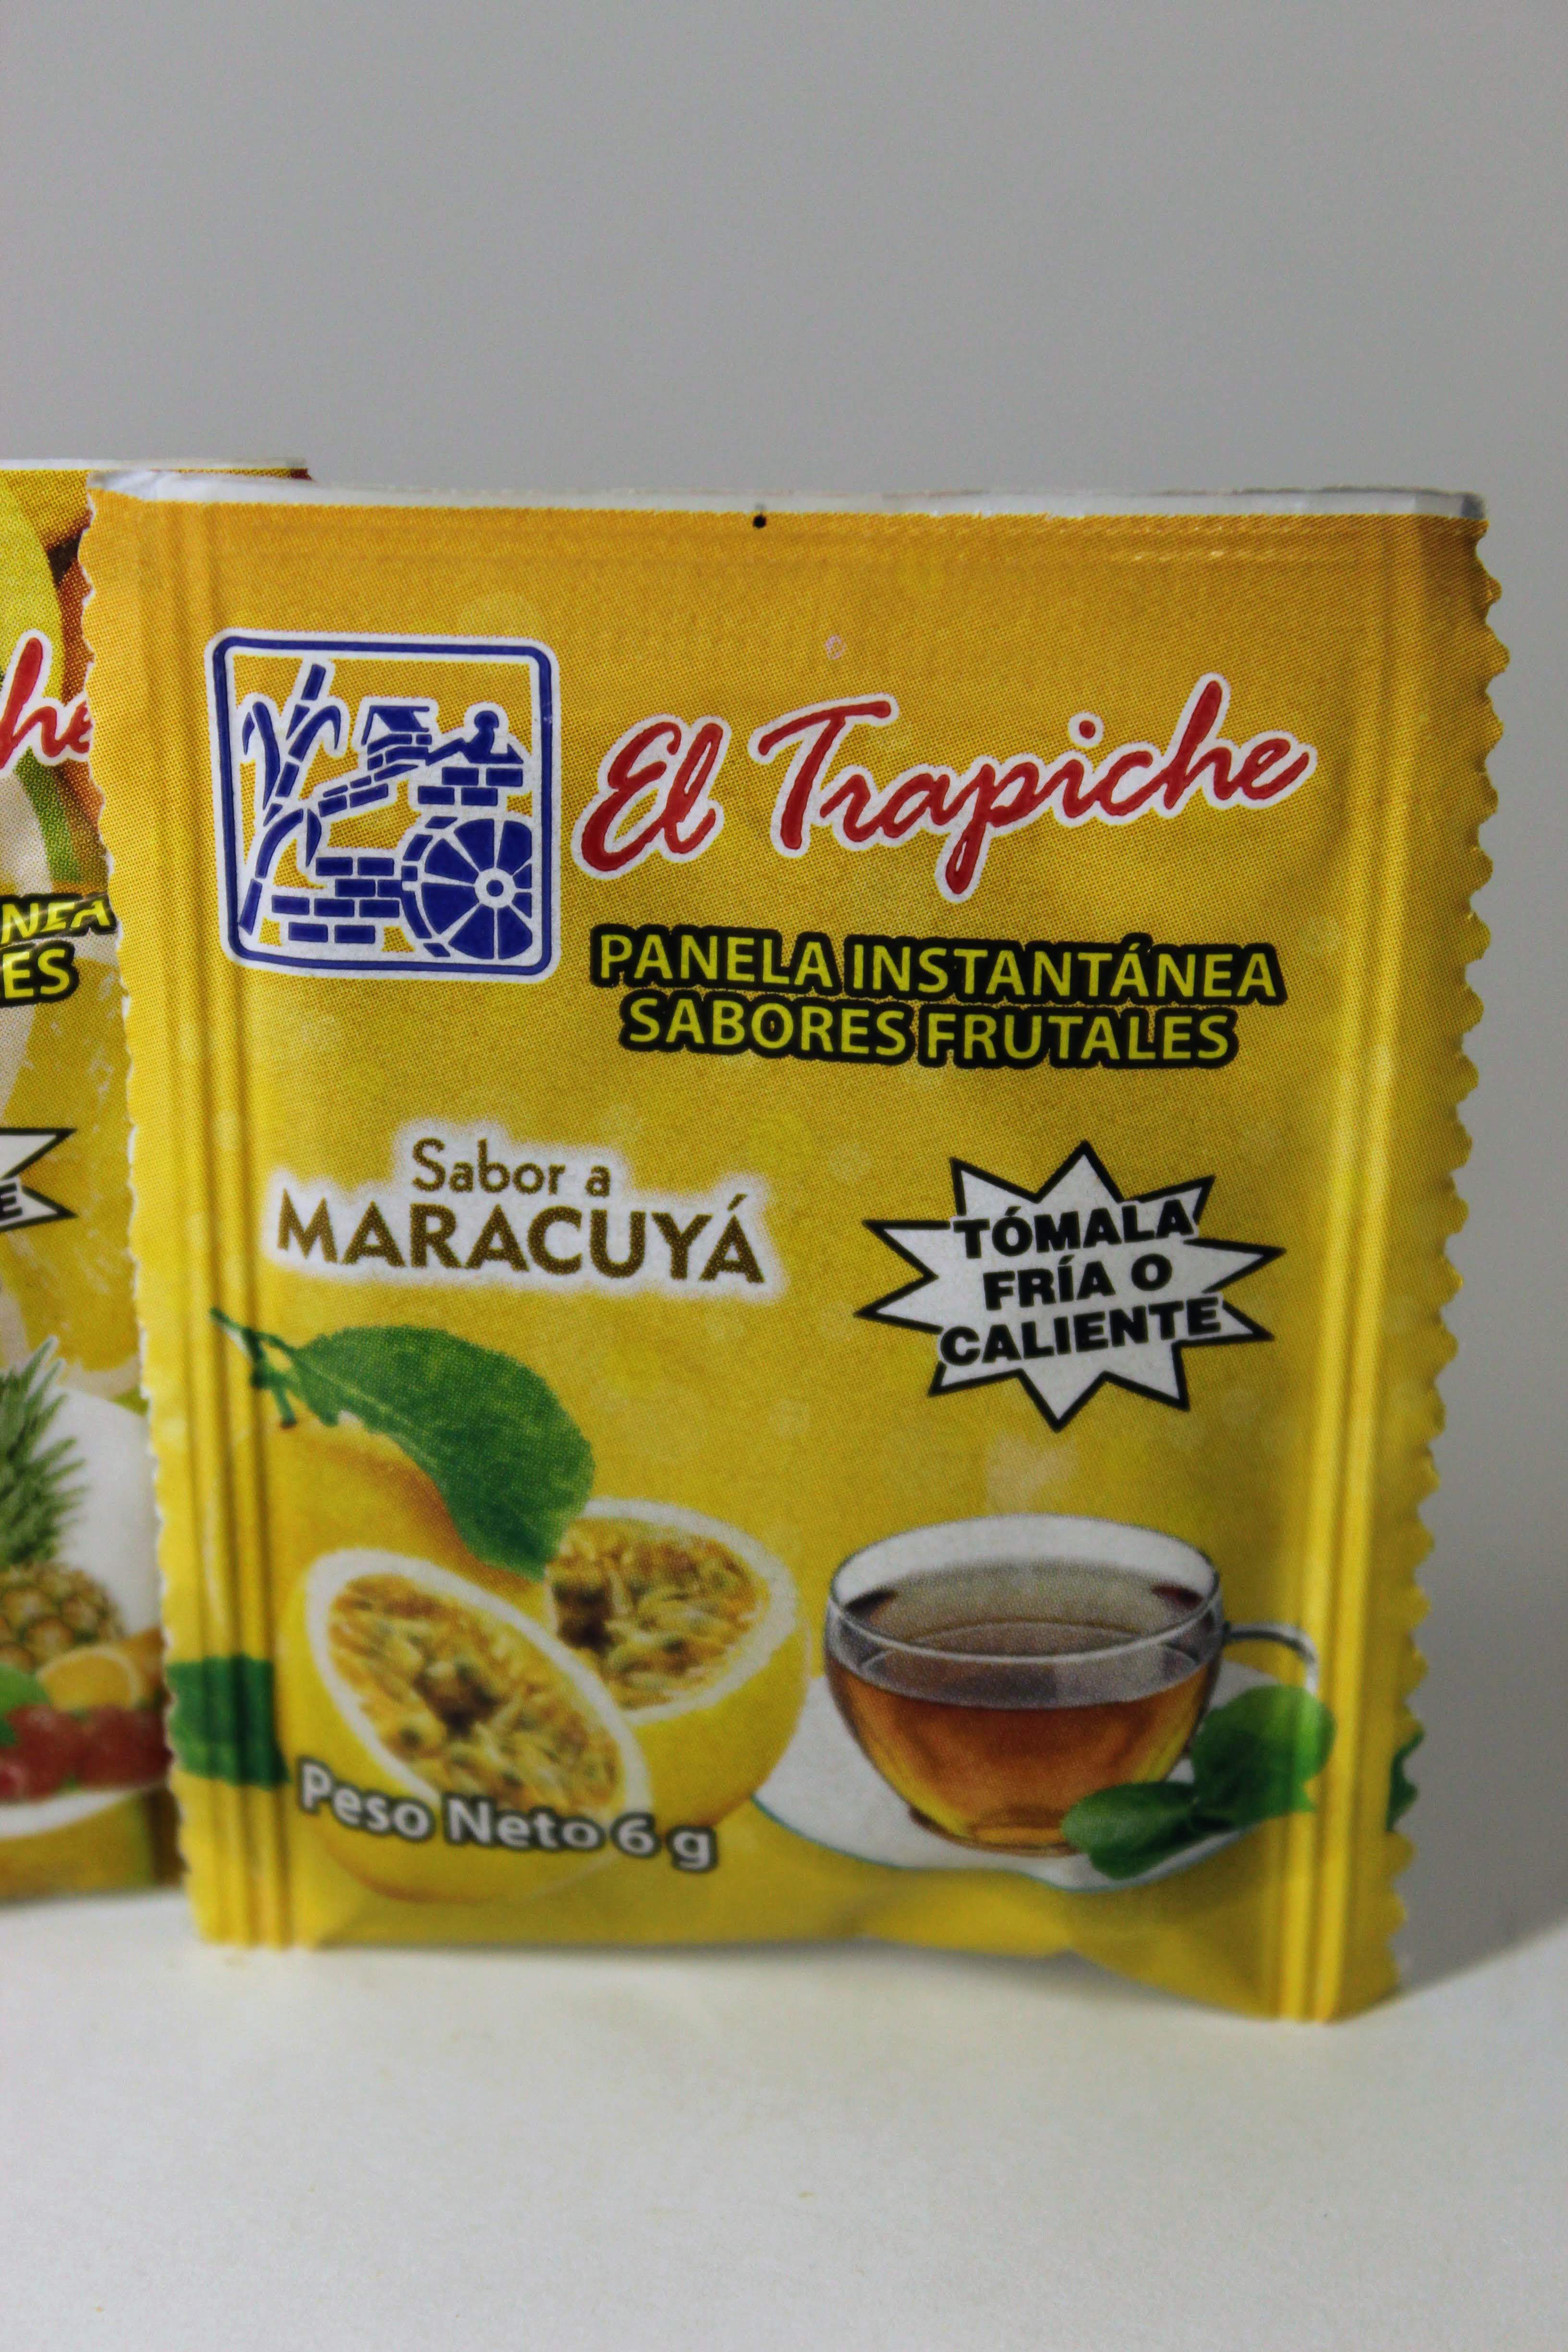 El Trapiche
PANELA INSTANTÁNEA
SABORES FRUTALES
Sabor a
MARACUYÁ
TÓMALA
FRÍA O
CALIENTE
Peso Neto 6 g